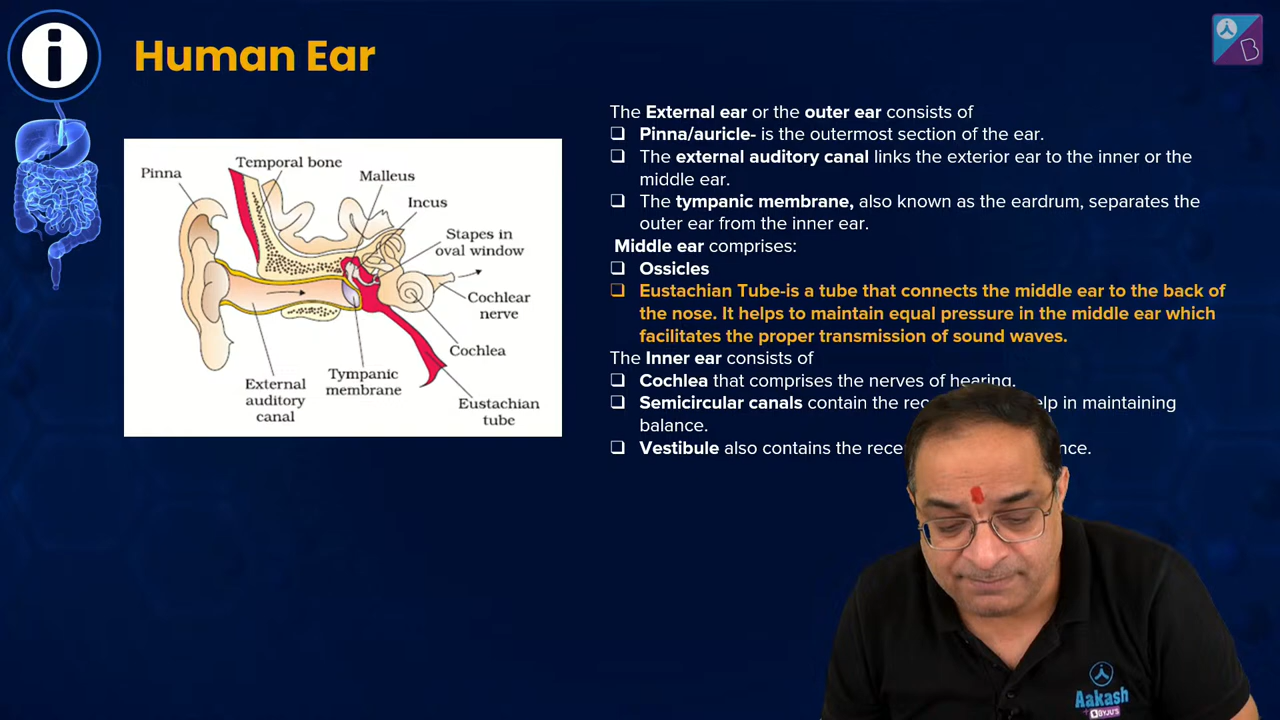 Human Ear
Temporal bone
Pinna
Malleus
Incus
Stapes in
oval window
Cochlear
nerve
Cochlea
Tympanic
membrane
External
auditory
canal
Eustachian
tube
The External ear or the outer ear consists of
❑ Pinna/auricle- is the outermost section of the ear.
❑ The external auditory canal links the exterior ear to the inner or the
middle ear.
❑ The tympanic membrane, also known as the eardrum, separates the
outer ear from the inner ear.
Middle ear comprises:
❑ Ossicles
❑ Eustachian Tube-is a tube that connects the middle ear to the back of
the nose. It helps to maintain equal pressure in the middle ear which
facilitates the proper transmission of sound waves.
The Inner ear consists of
❑ Cochlea that comprises the nerves of hearing.
❑ Semicircular canals contain the in maintaining
balance.
❑ Vestibule also contains the
Aakash
BYJU'S